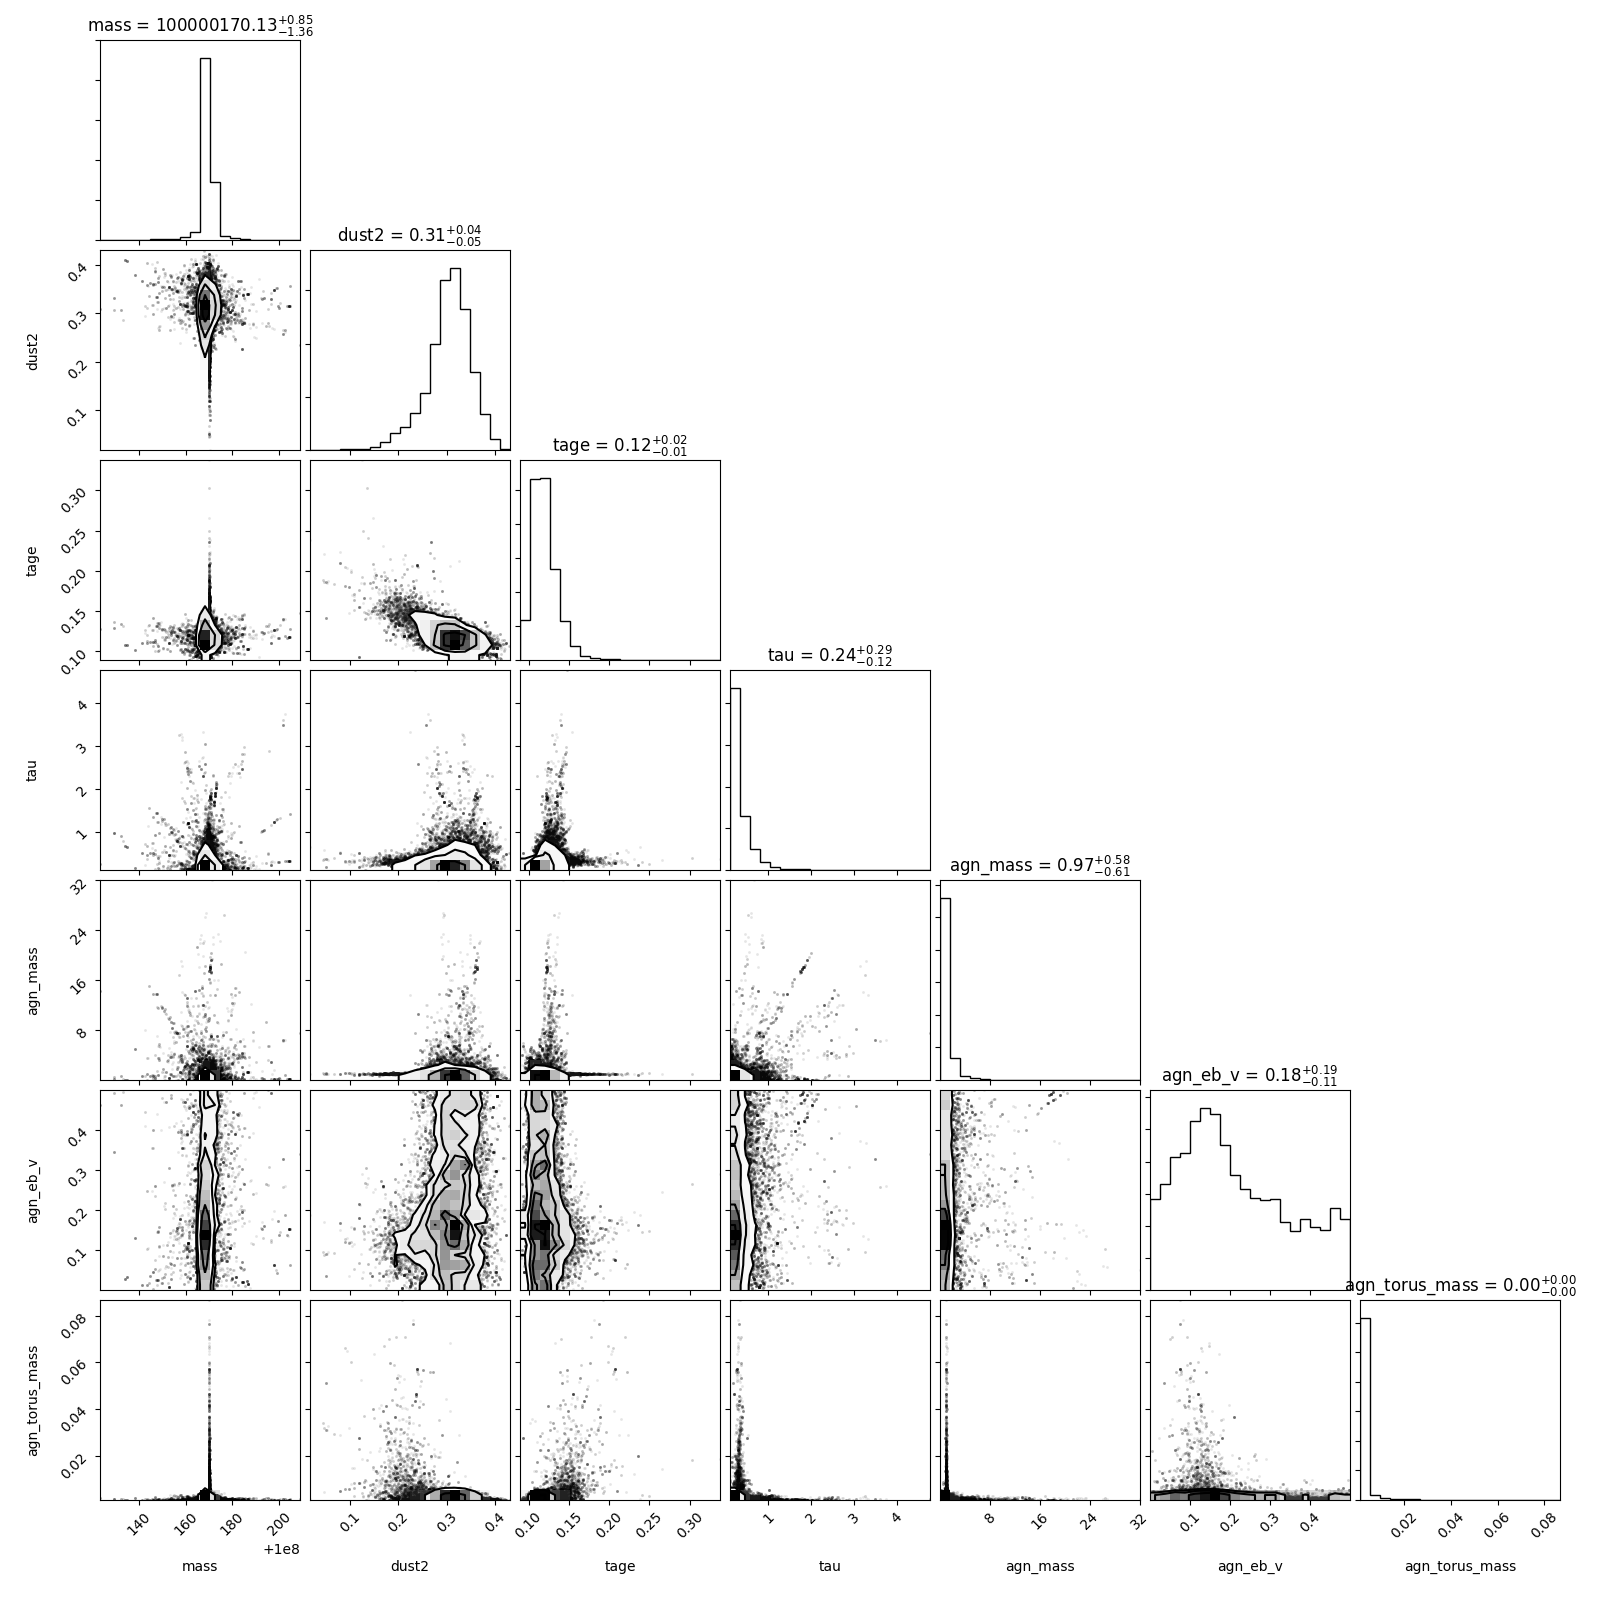 mass = 100000170.13+0.85−1.36
dust2 = 0.31+0.04−0.05
0.4
0.3
0.2
0.1
dust2
tage = 0.12+0.02−0.01
0.30
0.25
0.20
0.15
0.10
tage
tau = 0.24+0.29−0.12
4
3
2
1
tau
agn_mass = 0.97+0.58−0.61
32
24
16
8
agn_mass
agn_eb_v = 0.18+0.19−0.11
0.4
0.3
0.2
0.1
agn_eb_v
agn_torus_mass = 0.00+0.00−0.00
0.08
0.06
0.04
0.02
agn_torus_mass
140 160 180 200 0.1 0.2 0.3 0.4 0.10 0.15 0.20 0.25 0.30 1 2 3 4 8 16 24 32 0.1 0.2 0.3 0.4 0.02 0.04 0.06 0.08
+1e8
mass dust2 tage tau agn_mass agn_eb_v agn_torus_mass